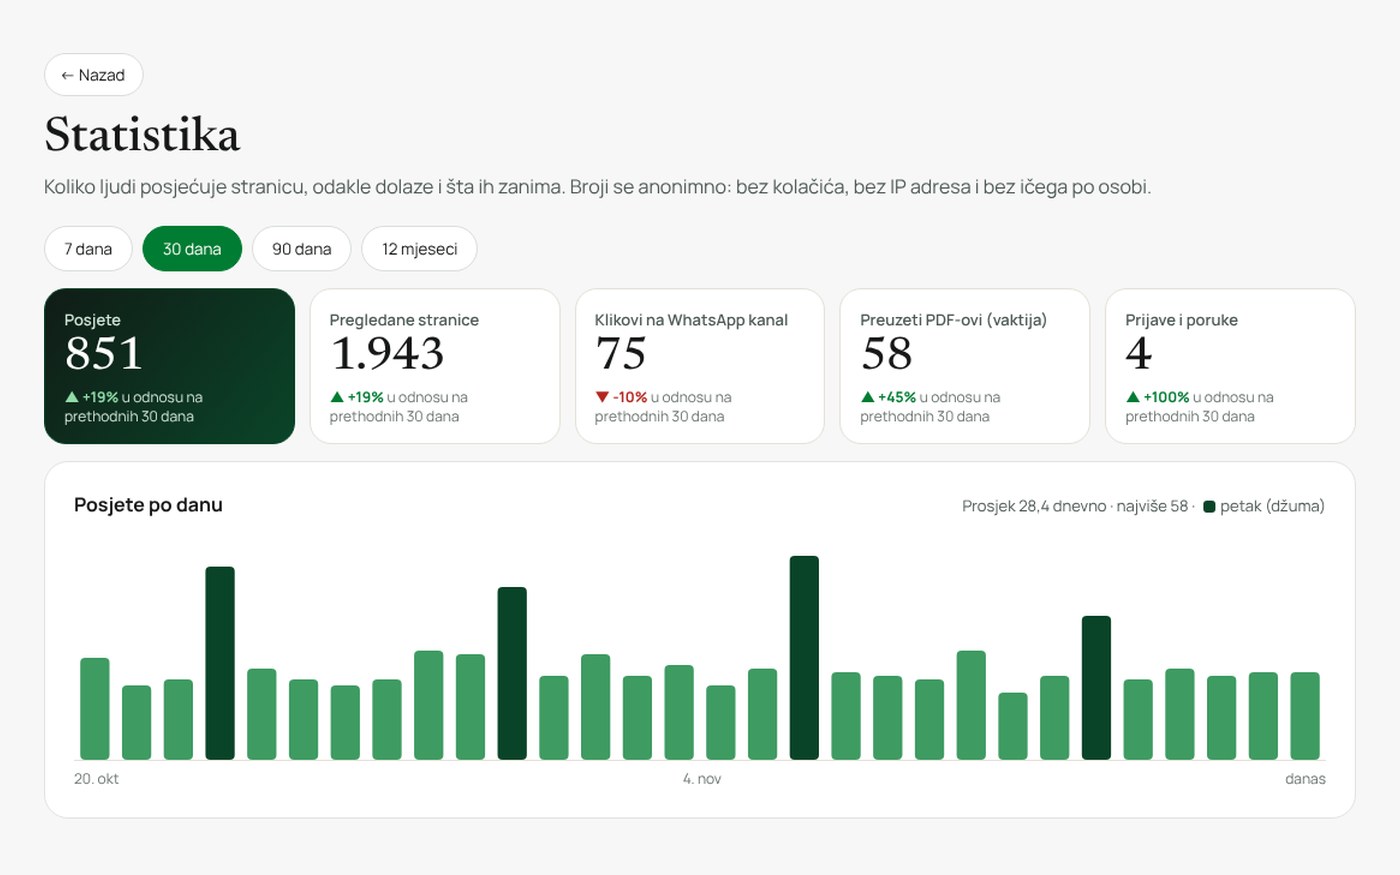 ← Nazad
Statistika
Koliko ljudi posjećuje stranicu, odakle dolaze i šta ih zanima. Broji se anonimno: bez kolačića, bez IP adresa i bez ičega po osobi.
7 dana
30 dana
90 dana
12 mjeseci
Posjete
851
▲ +19% u odnosu na
prethodnih 30 dana
Pregledane stranice
1.943
▲ +19% u odnosu na
prethodnih 30 dana
Klikovi na WhatsApp kanal
75
▼ -10% u odnosu na
prethodnih 30 dana
Preuzeti PDF-ovi (vaktija)
58
▲ +45% u odnosu na
prethodnih 30 dana
Prijave i poruke
4
▲ +100% u odnosu na
prethodnih 30 dana
Posjete po danu
Prosjek 28,4 dnevno · najviše 58 · petak (džuma)
20. okt
4. nov
danas